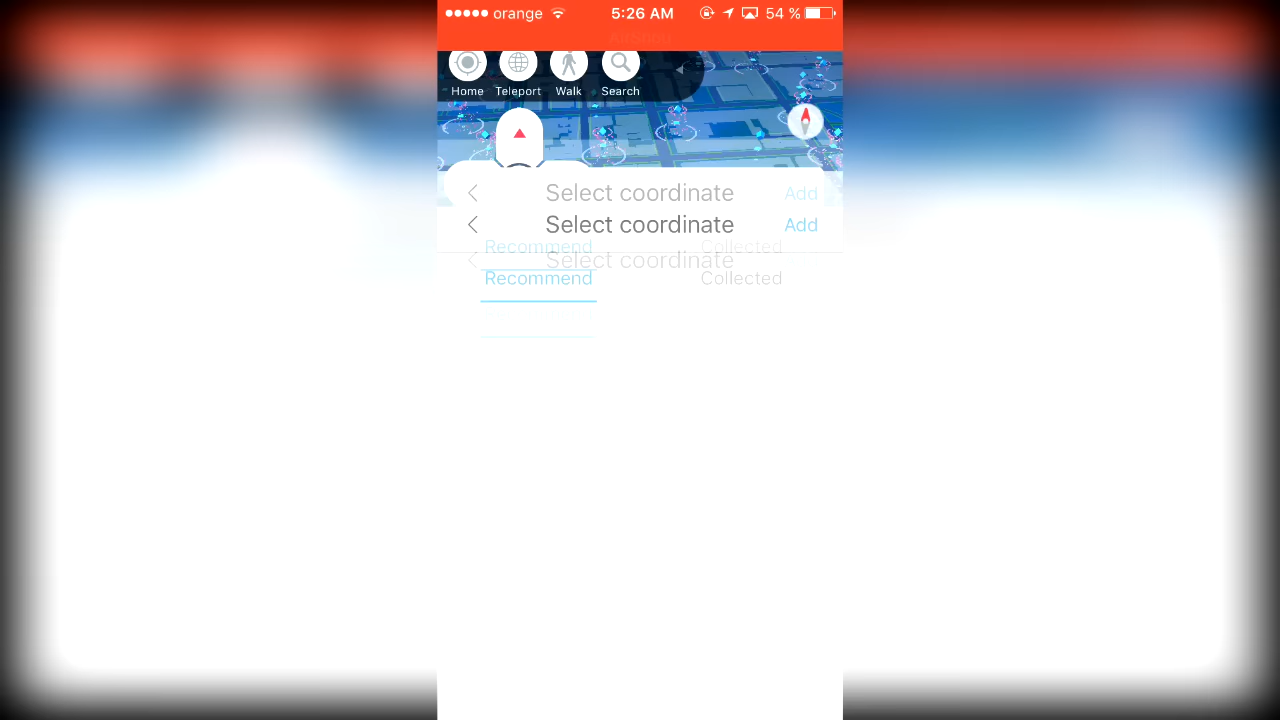 orange 5:26 AM 54 %
Home Teleport Walk Search
Select coordinate Add
Select coordinate Add
Recommend Collected
Select coordinate
Recommend Collected